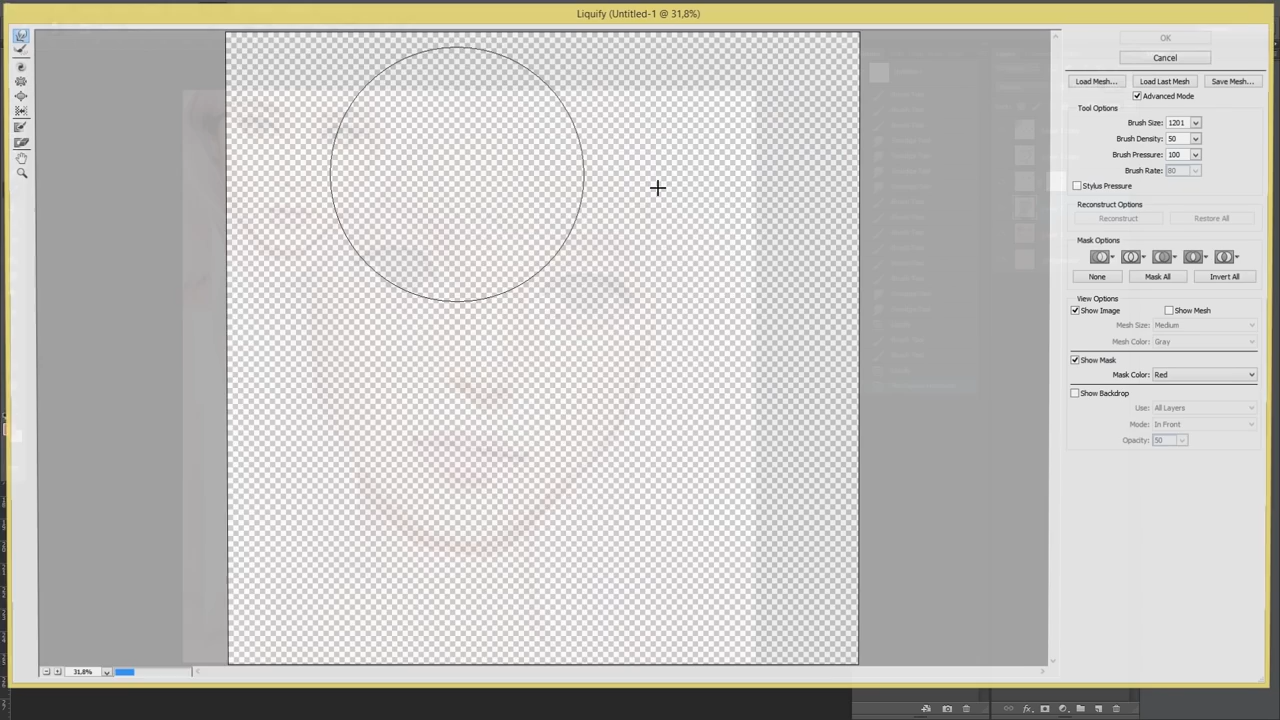 Liquify (Untitled-1 @ 31,8%)
OK
Cancel
Load Mesh...
Load Last Mesh
Save Mesh...
Advanced Mode
Tool Options
Brush Size: 1201
Brush Density: 50
Brush Pressure: 100
Brush Rate: 80
Stylus Pressure
Reconstruct Options
Reconstruct
Restore All
Mask Options
None
Mask All
Invert All
View Options
Show Image
Show Mesh
Mesh Size: Medium
Mesh Color: Gray
Show Mask
Mask Color: Red
Show Backdrop
Use: All Layers
Mode: In Front
Opacity: 50
31.8%
fx